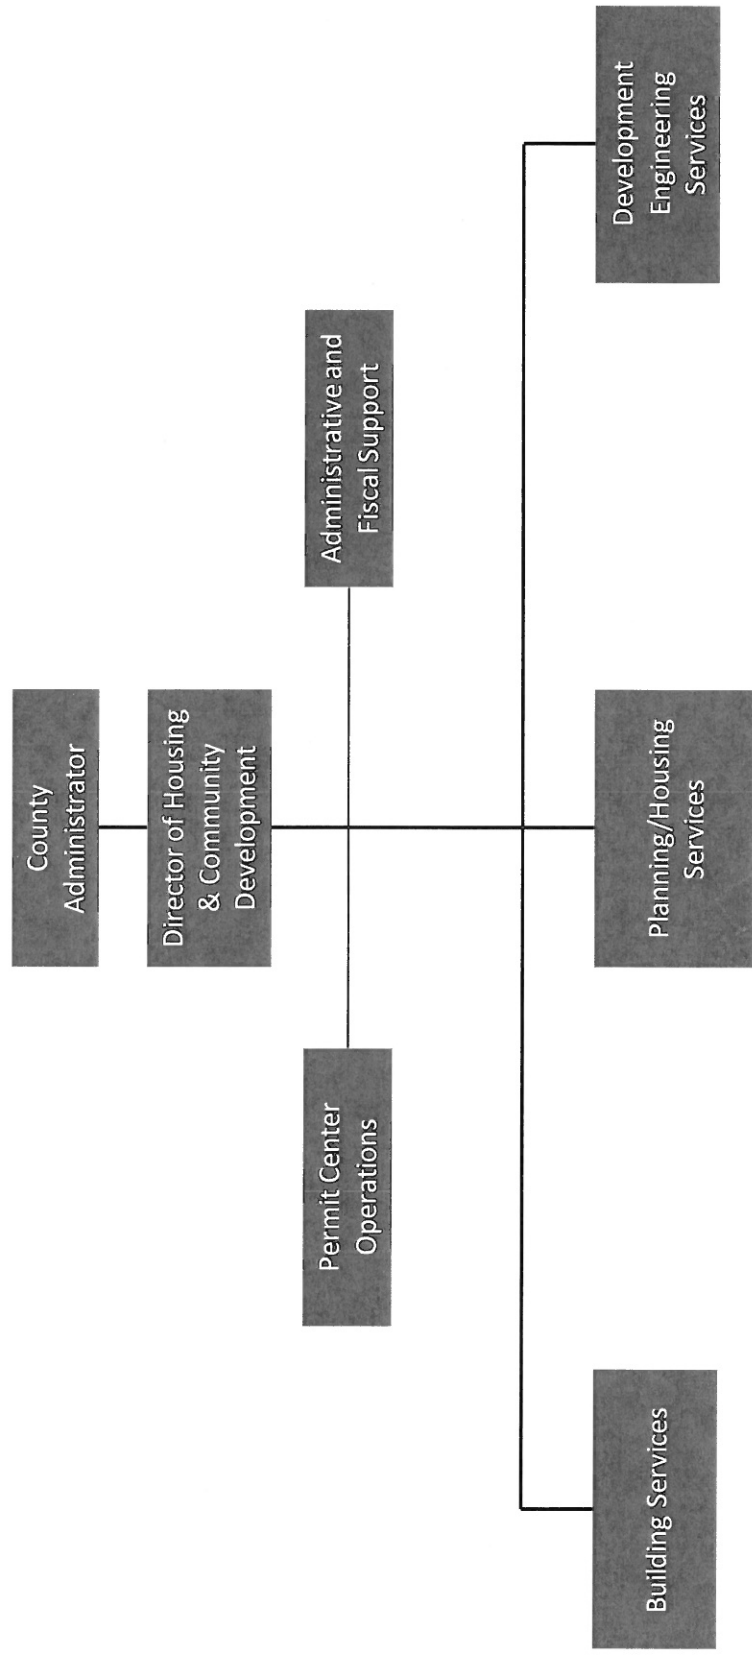 County
Administrator
Director of Housing
& Community
Development
Permit Center
Operations
Administrative and
Fiscal Support
Building Services
Planning/Housing
Services
Development
Engineering
Services